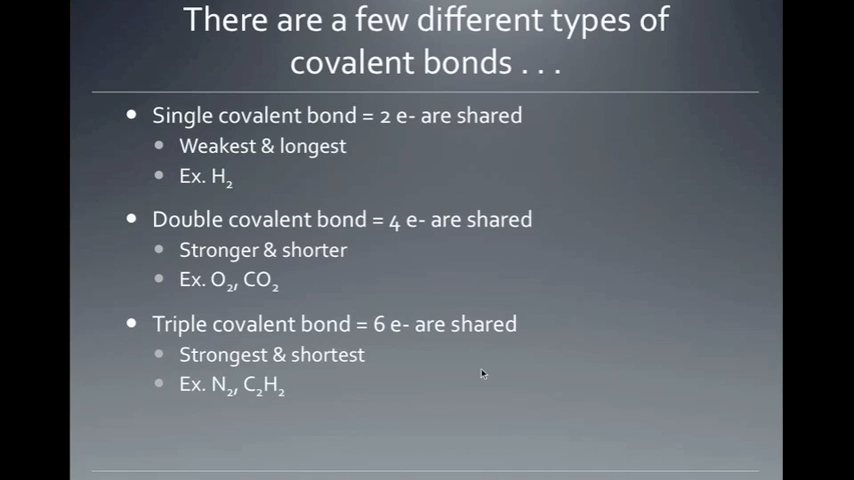 There are a few different types of
covalent bonds . . .
• Single covalent bond = 2 e- are shared
• Weakest & longest
• Ex. H₂
• Double covalent bond = 4 e- are shared
• Stronger & shorter
• Ex. O₂, CO₂
• Triple covalent bond = 6 e- are shared
• Strongest & shortest
• Ex. N₂, C₂H₂